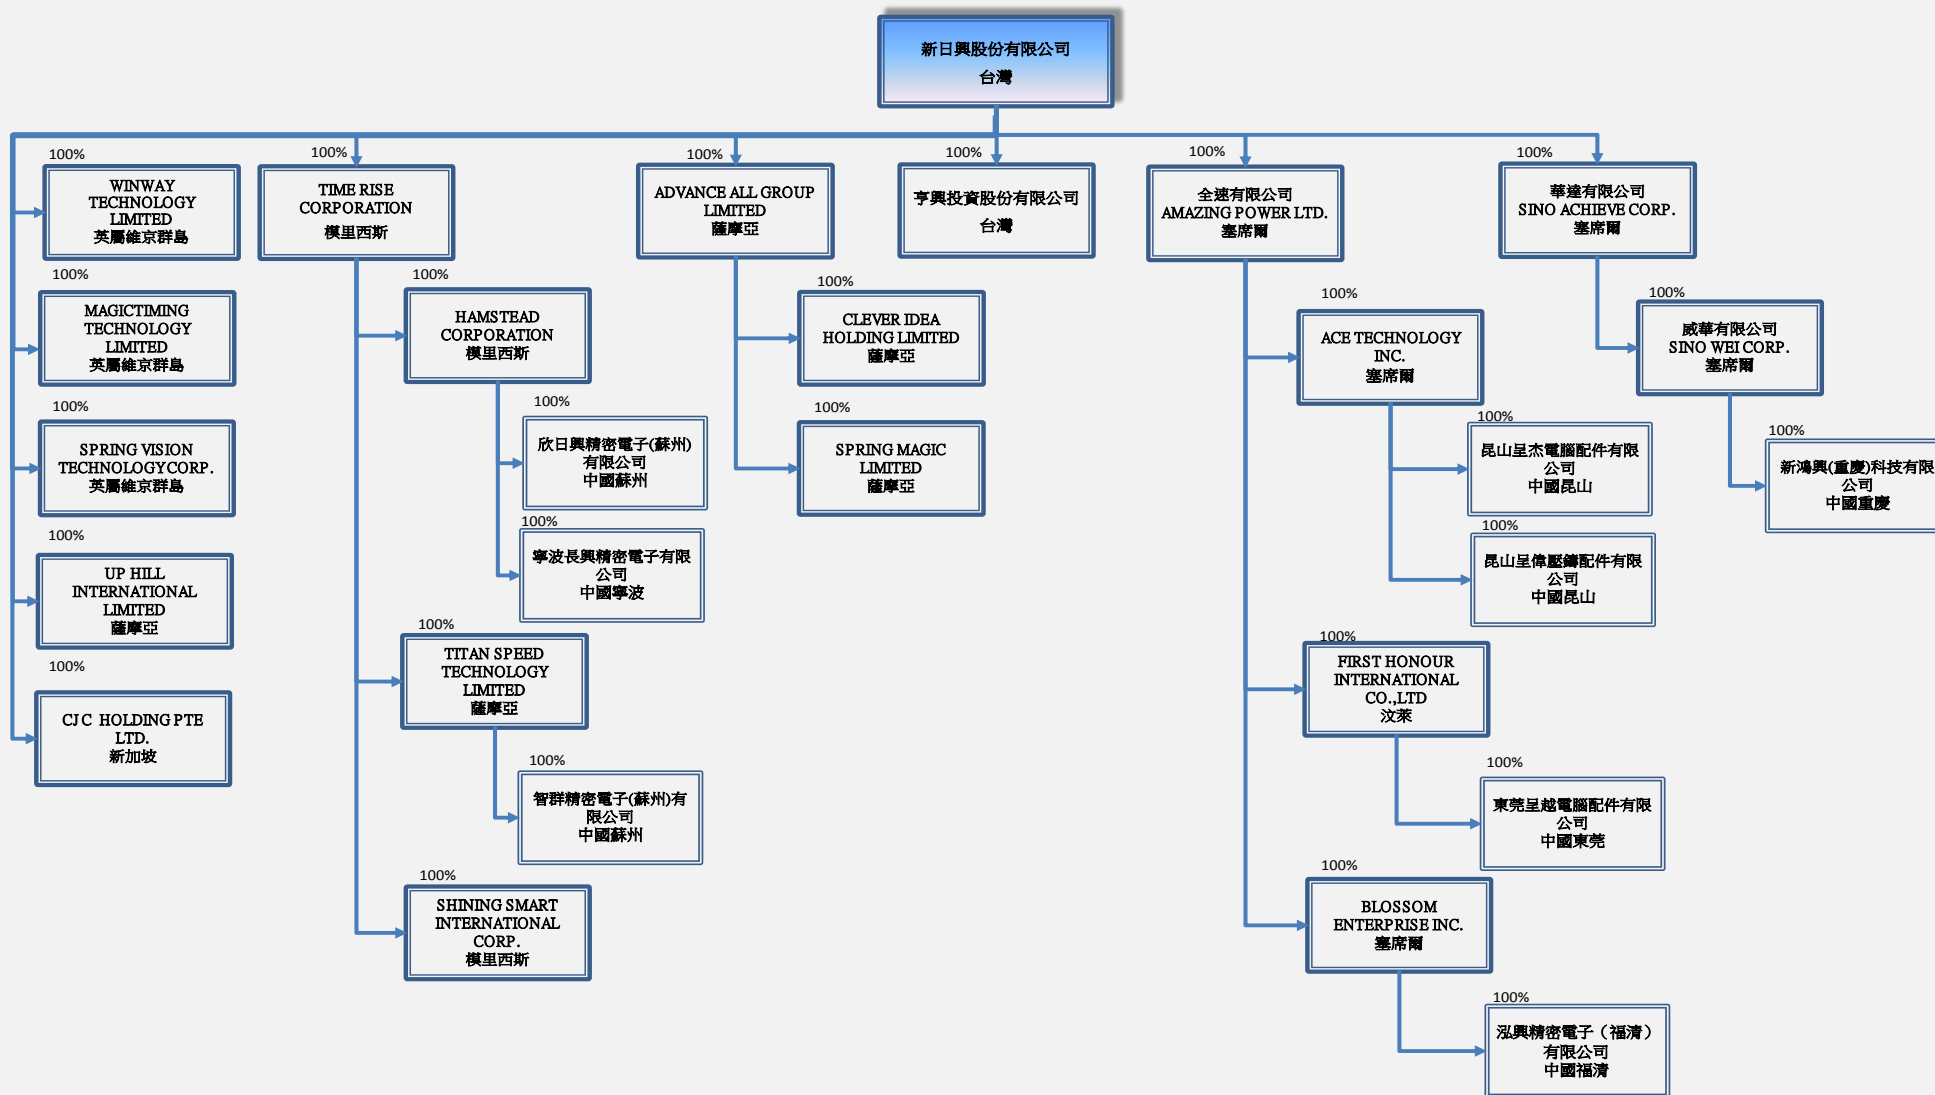 新日興股份有限公司
台灣
100%
WINWAY
TECHNOLOGY
LIMITED
英屬維京群島
100%
MAGICTIMING
TECHNOLOGY
LIMITED
英屬維京群島
100%
SPRING VISION
TECHNOLOGY CORP.
英屬維京群島
100%
UP HILL
INTERNATIONAL
LIMITED
薩摩亞
100%
CJC HOLDING PTE
LTD.
新加坡
100%
TIME RISE
CORPORATION
模里西斯
100%
HAMSTEAD
CORPORATION
模里西斯
100%
欣日興精密電子(蘇州)
有限公司
中國蘇州
100%
寧波長興精密電子有限
公司
中國寧波
100%
TITAN SPEED
TECHNOLOGY
LIMITED
薩摩亞
100%
智群精密電子(蘇州)有
限公司
中國蘇州
100%
SHINING SMART
INTERNATIONAL
CORP.
模里西斯
100%
ADVANCE ALL GROUP
LIMITED
薩摩亞
100%
CLEVER IDEA
HOLDING LIMITED
薩摩亞
100%
SPRING MAGIC
LIMITED
薩摩亞
100%
亨興投資股份有限公司
台灣
100%
全速有限公司
AMAZING POWER LTD.
塞席爾
100%
ACE TECHNOLOGY
INC.
塞席爾
100%
昆山呈杰電腦配件有限
公司
中國昆山
100%
昆山呈偉壓鑄配件有限
公司
中國昆山
100%
FIRST HONOUR
INTERNATIONAL
CO.,LTD
汶萊
100%
東莞呈越電腦配件有限
公司
中國東莞
100%
BLOSSOM
ENTERPRISE INC.
塞席爾
100%
泓興精密電子（福清）
有限公司
中國福清
100%
華達有限公司
SINO ACHIEVE CORP.
塞席爾
100%
威華有限公司
SINO WEI CORP.
塞席爾
100%
新鴻興(重慶)科技有限
公司
中國重慶